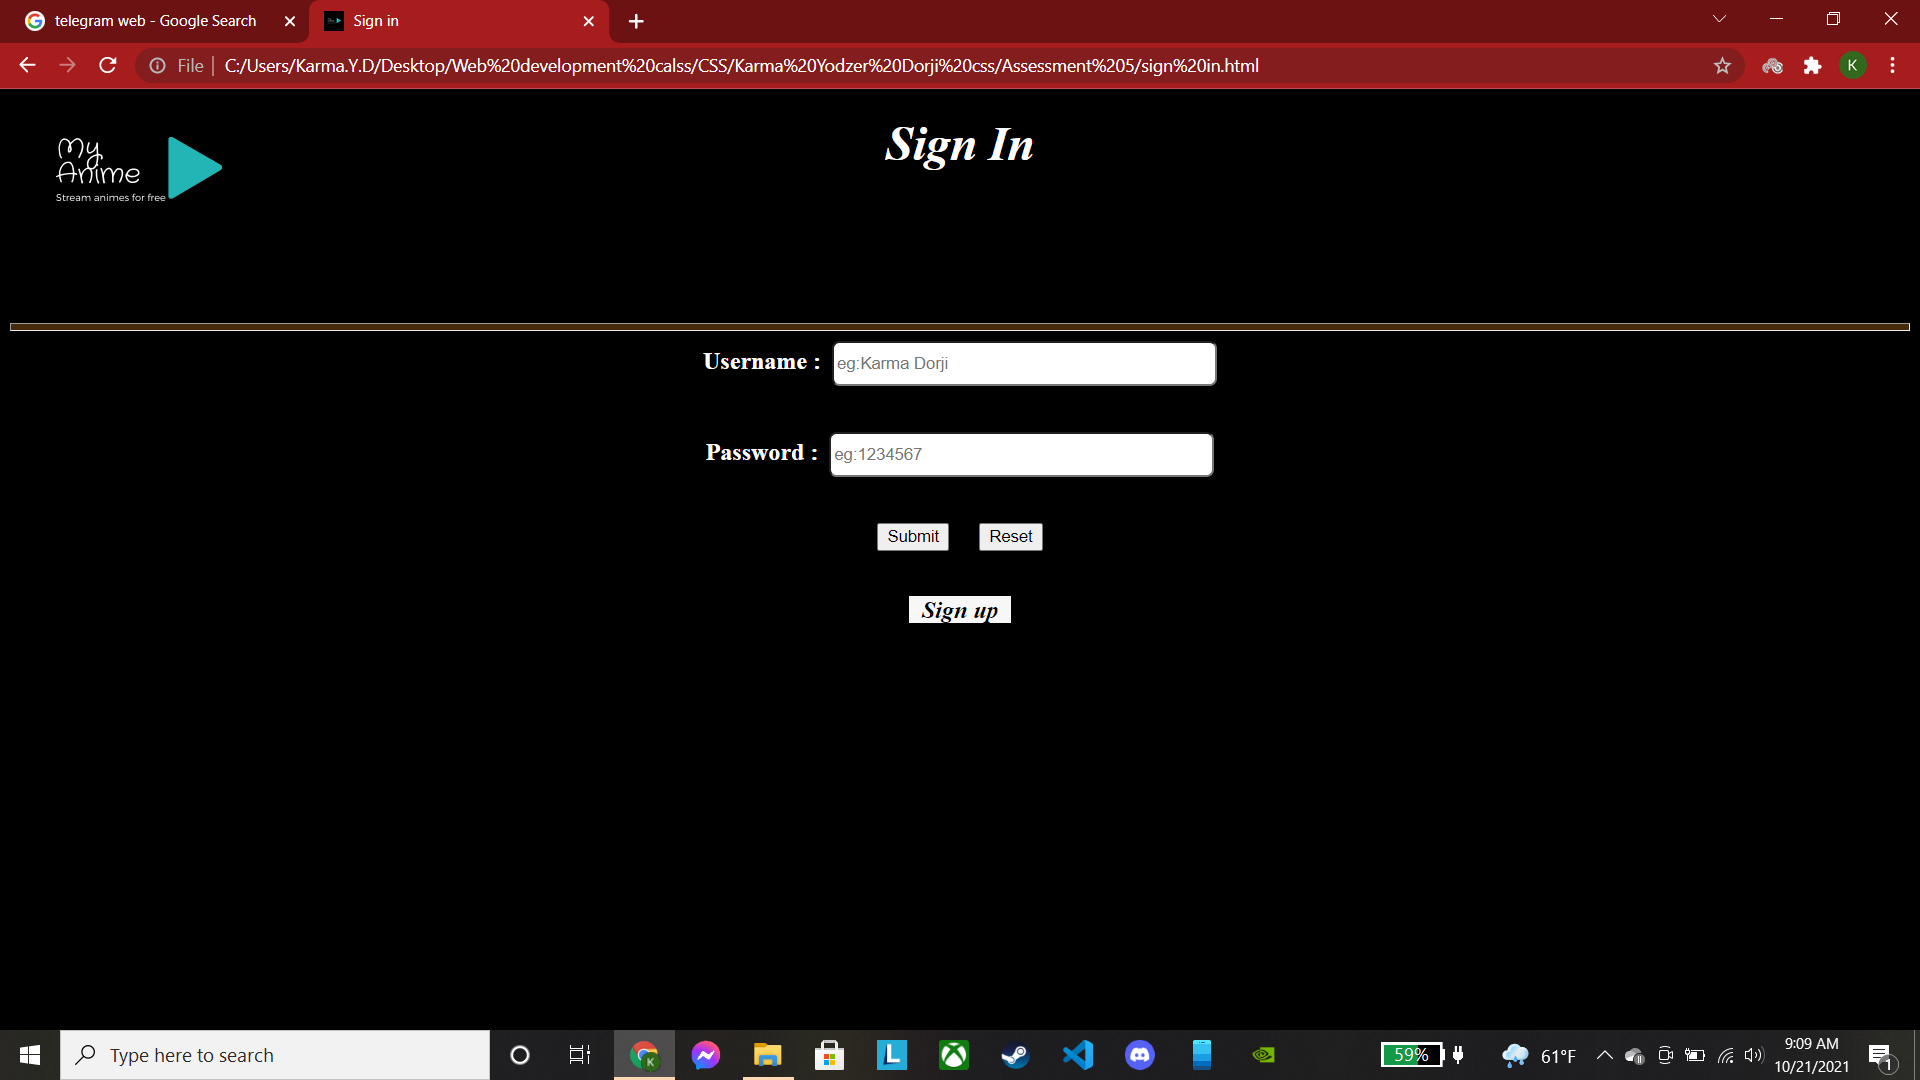 telegram web - Google Search
Sign in
File
C:/Users/Karma.Y.D/Desktop/Web%20development%20calss/CSS/Karma%20Yodzer%20Dorji%20css/Assessment%205/sign%20in.html
K
My
Anime
Stream animes for free
Sign In
Username :
eg:Karma Dorji
Password :
eg:1234567
Submit
Reset
Sign up
Type here to search
K
L
59%
61°F
9:09 AM
10/21/2021
1